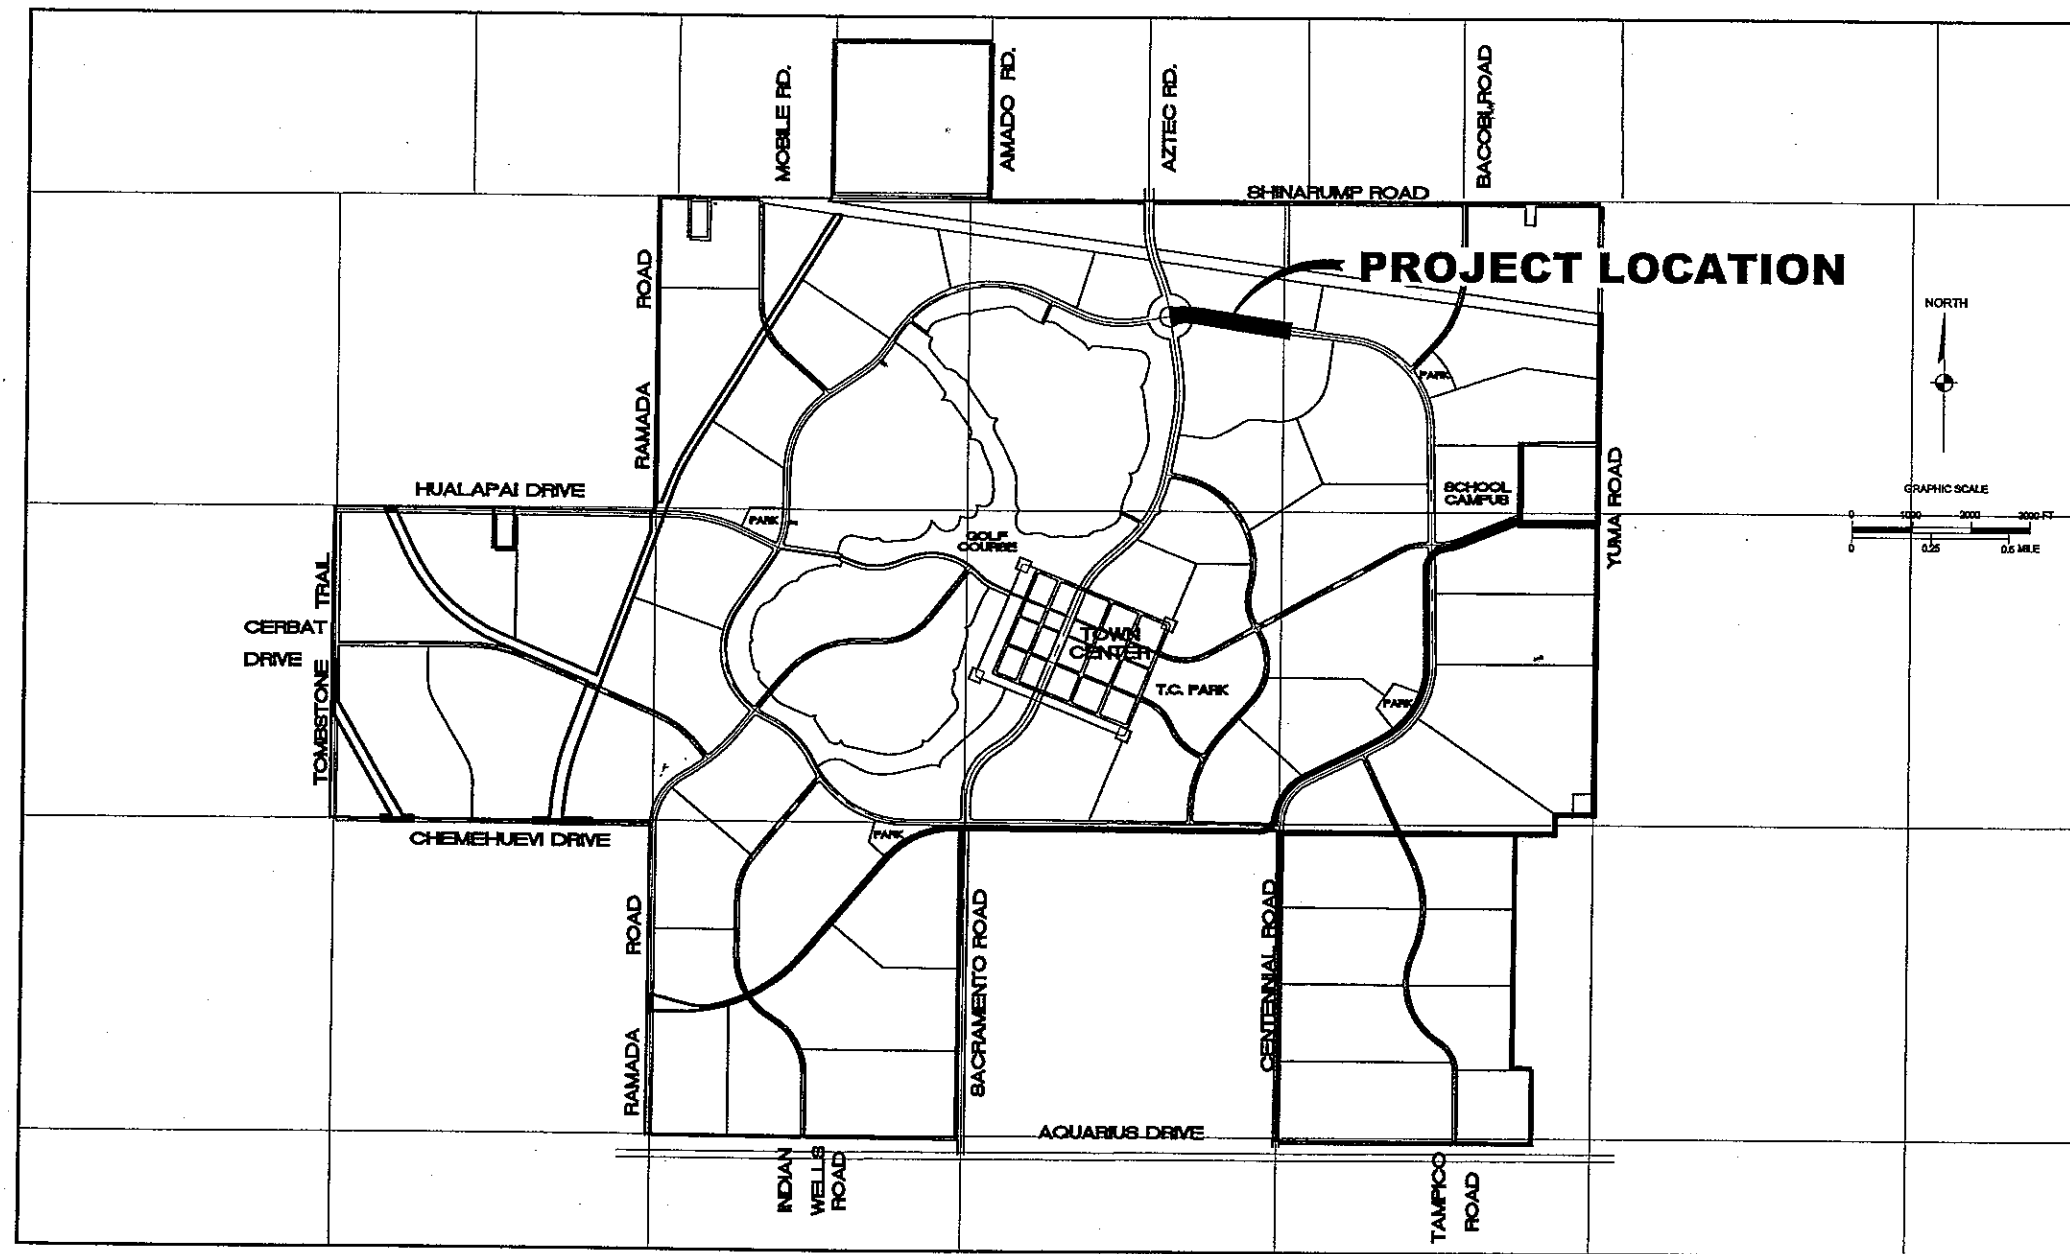 MOBILE RD.
AMADO RD.
AZTEC RD.
BACOBI ROAD
SHINARUMP ROAD
PROJECT LOCATION
NORTH
RAMADA ROAD
PARK
HUALAPAI DRIVE
SCHOOL
CAMPUS
YUMA ROAD
GRAPHIC SCALE
0 1000 2000 3000 FT
0 0.25 0.5 MILE
PARK
GOLF
COURSE
TOMBSTONE TRAIL
CERBAT
DRIVE
TOWN
CENTER
T.C. PARK
PARK
CHEMEHUEVI DRIVE
PARK
RAMADA ROAD
SACRAMENTO ROAD
CENTENNIAL ROAD
AQUARIUS DRIVE
INDIAN
WELLS
ROAD
TAMPICO
ROAD